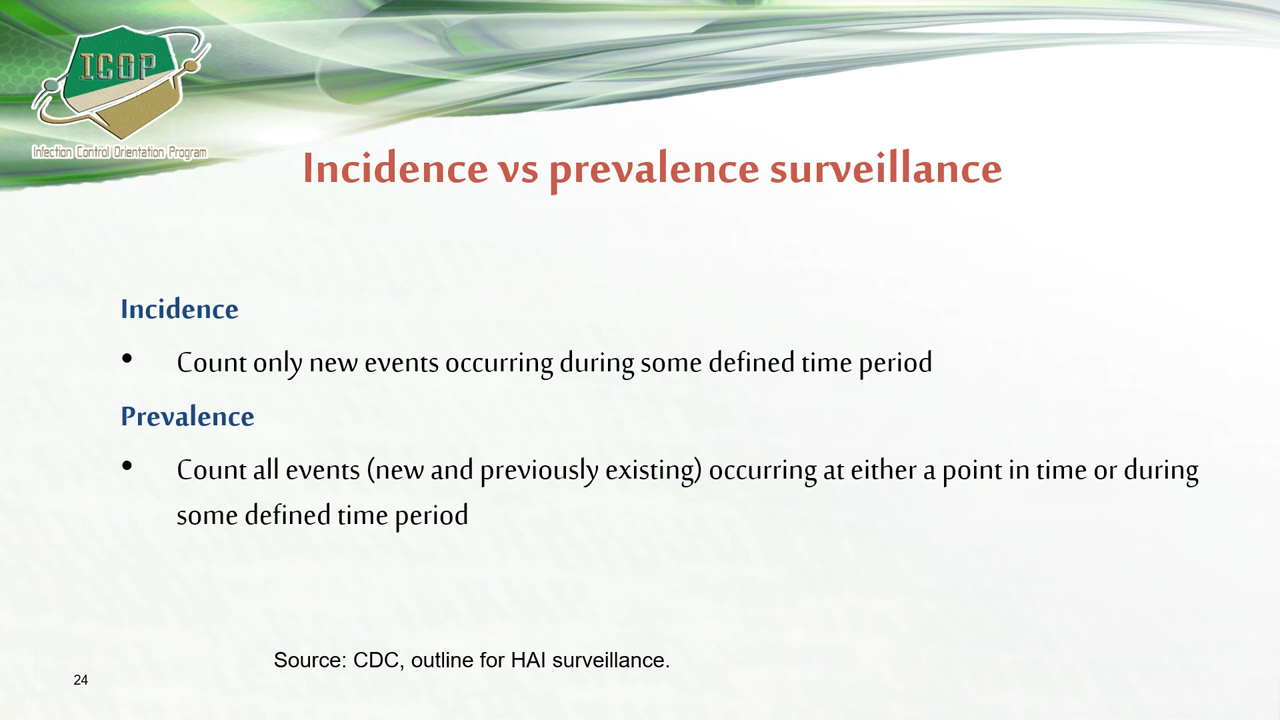 ICOP
Infection Control Orientation Program
Incidence vs prevalence surveillance
Incidence
• Count only new events occurring during some defined time period
Prevalence
• Count all events (new and previously existing) occurring at either a point in time or during
some defined time period
Source: CDC, outline for HAI surveillance.
24